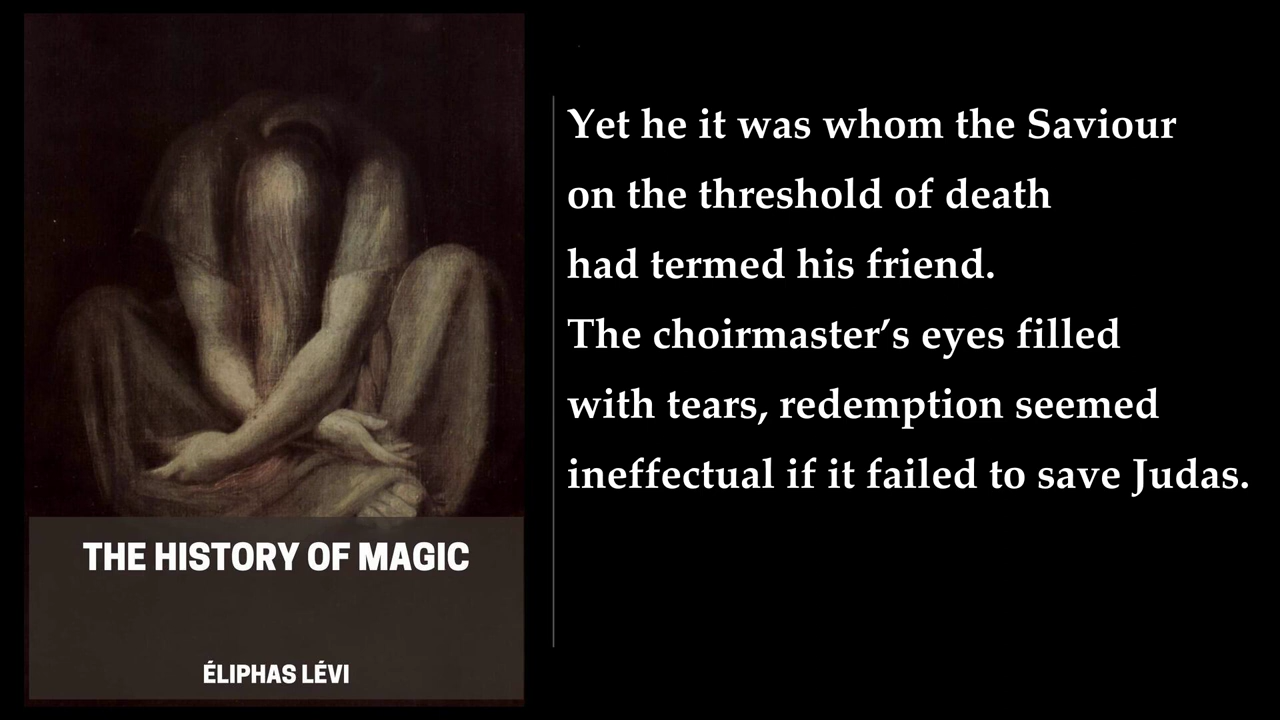 THE HISTORY OF MAGIC
ÉLIPHAS LÉVI
Yet he it was whom the Saviour
on the threshold of death
had termed his friend.
The choirmaster’s eyes filled
with tears, redemption seemed
ineffectual if it failed to save Judas.